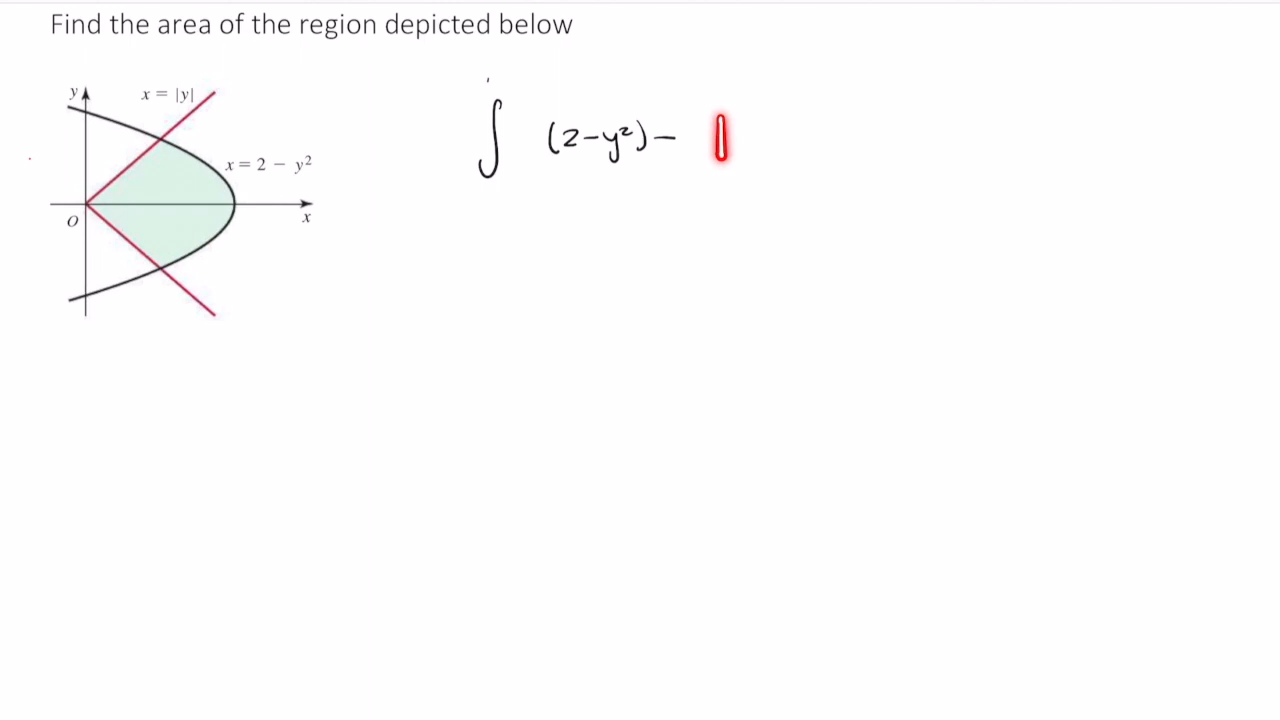 Find the area of the region depicted below
y
x = |y|
∫ (2-y²) -
x = 2 − y²
O
x